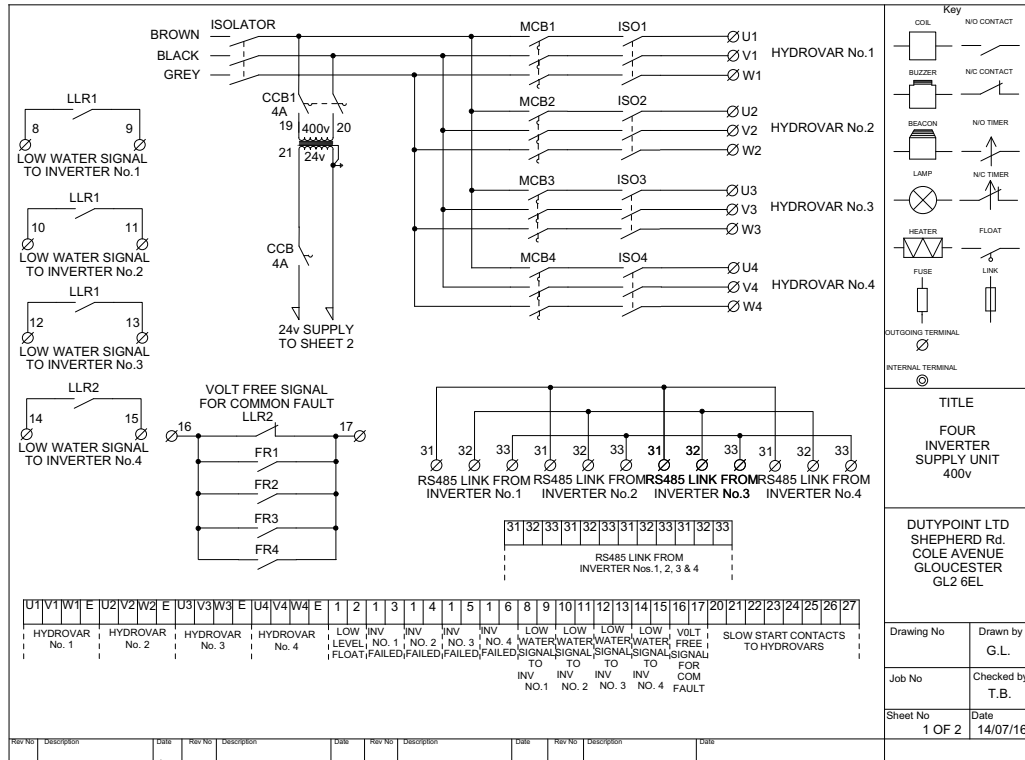 ISOLATOR
BROWN
BLACK
GREY
MCB1 ISO1
U1
V1
W1
HYDROVAR No.1
MCB2 ISO2
U2
V2
W2
HYDROVAR No.2
MCB3 ISO3
U3
V3
W3
HYDROVAR No.3
MCB4 ISO4
U4
V4
W4
HYDROVAR No.4
CCB1
4A
19 400v 20
21 24v
CCB
4A
24v SUPPLY
TO SHEET 2
LLR1
8 9
LOW WATER SIGNAL
TO INVERTER No.1
LLR1
10 11
LOW WATER SIGNAL
TO INVERTER No.2
LLR1
12 13
LOW WATER SIGNAL
TO INVERTER No.3
LLR2
14 15
LOW WATER SIGNAL
TO INVERTER No.4
VOLT FREE SIGNAL
FOR COMMON FAULT
LLR2
16 17
FR1
FR2
FR3
FR4
31 32 33 31 32 33 31 32 33 31 32 33
RS485 LINK FROM
INVERTER No.1
RS485 LINK FROM
INVERTER No.2
RS485 LINK FROM
INVERTER No.3
RS485 LINK FROM
INVERTER No.4
31 32 33 31 32 33 31 32 33 31 32 33
RS485 LINK FROM
INVERTER Nos.1, 2, 3 & 4
U1 V1 W1 E U2 V2 W2 E U3 V3 W3 E U4 V4 W4 E 1 2 1 3 1 4 1 5 1 6 8 9 10 11 12 13 14 15 16 17 20 21 22 23 24 25 26 27
HYDROVAR
No. 1
HYDROVAR
No. 2
HYDROVAR
No. 3
HYDROVAR
No. 4
LOW
LEVEL
FLOAT
INV
NO. 1
FAILED
INV
NO. 2
FAILED
INV
NO. 3
FAILED
INV
NO. 4
FAILED
LOW
WATER
SIGNAL
TO
INV
NO.1
LOW
WATER
SIGNAL
TO
INV
NO. 2
LOW
WATER
SIGNAL
TO
INV
NO. 3
LOW
WATER
SIGNAL
TO
INV
NO. 4
V0LT
FREE
SIGNAL
FOR
COM
FAULT
SLOW START CONTACTS
TO HYDROVARS
Key
COIL N/O CONTACT
BUZZER N/C CONTACT
BEACON N/O TIMER
LAMP N/C TIMER
HEATER FLOAT
FUSE LINK
OUTGOING TERMINAL
INTERNAL TERMINAL
TITLE
FOUR
INVERTER
SUPPLY UNIT
400v
DUTYPOINT LTD
SHEPHERD Rd.
COLE AVENUE
GLOUCESTER
GL2 6EL
Drawing No Drawn by
G.L.
Job No Checked by
T.B.
Sheet No Date
1 OF 2 14/07/16
Rev No Description Date Rev No Description Date Rev No Description Date Rev No Description Date